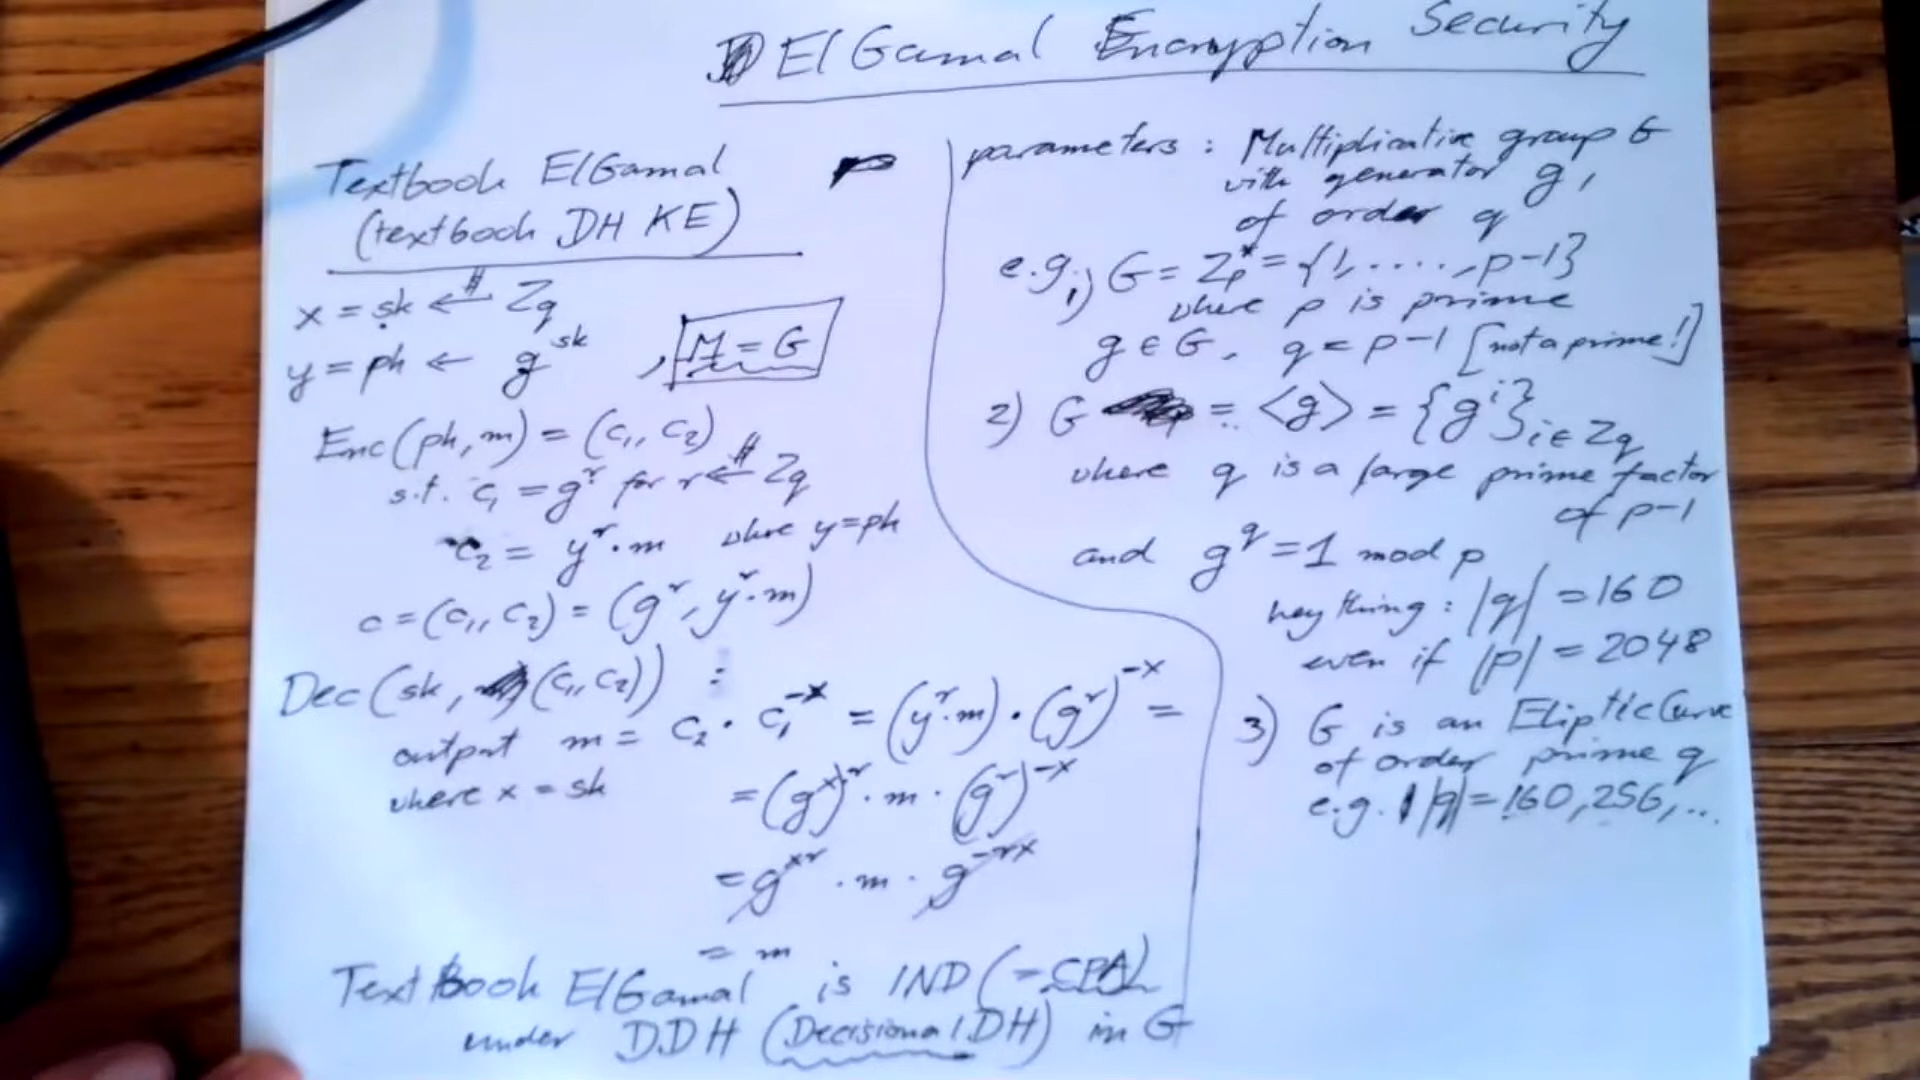 ElGamal Encryption Security
Textbook ElGamal
(textbook DH KE)
x = sk ←$ Zq
y = pk ← g^sk , M = G
Enc(pk, m) = (c₁, c₂)
s.t. c₁ = g^r for r ←$ Zq
c₂ = y^r · m where y = pk
c = (c₁, c₂) = (g^r, y^r · m)
Dec(sk, (c₁, c₂)) :
output m = c₂ · c₁^-x = (y^r · m) · (g^r)^-x =
where x = sk
= (g^x)^r · m · (g^r)^-x
= g^xr · m · g^-rx
= m
Textbook ElGamal is IND(-CPA)
under DDH (Decisional DH) in G
parameters : Multiplicative group G
with generator g,
of order q
e.g. 1) G = Zp* = {1, ...., p-1}
where p is prime
g ∈ G, q = p-1 [not a prime!]
2) G = <g> = {g^i} i∈Zq
where q is a large prime factor
of p-1
and g^q = 1 mod p
key thing : |q| = 160
even if |p| = 2048
3) G is an Eliptic Curve
of order prime q
e.g. |q| = 160, 256, ...